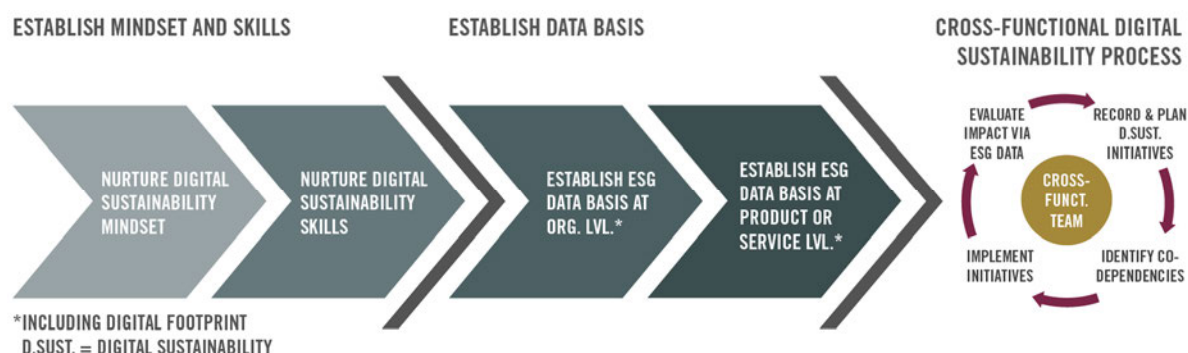 ESTABLISH MINDSET AND SKILLS
ESTABLISH DATA BASIS
CROSS-FUNCTIONAL DIGITAL
SUSTAINABILITY PROCESS
NURTURE DIGITAL
SUSTAINABILITY
MINDSET
NURTURE DIGITAL
SUSTAINABILITY
SKILLS
ESTABLISH ESG
DATA BASIS AT
ORG. LVL.*
ESTABLISH ESG
DATA BASIS AT
PRODUCT OR
SERVICE LVL.*
EVALUATE
IMPACT VIA
ESG DATA
RECORD & PLAN
D.SUST.
INITIATIVES
CROSS-
FUNCT.
TEAM
IMPLEMENT
INITIATIVES
IDENTIFY CO-
DEPENDENCIES
*INCLUDING DIGITAL FOOTPRINT
D.SUST. = DIGITAL SUSTAINABILITY